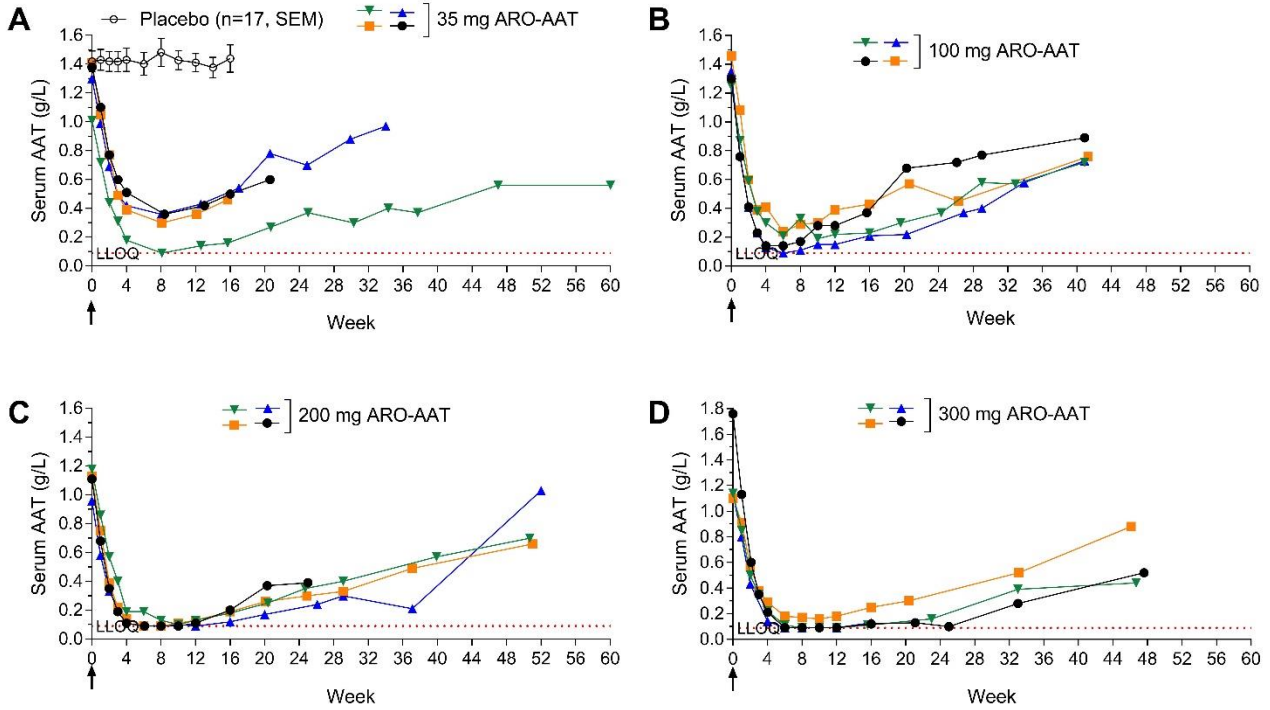 A
Placebo (n=17, SEM)
35 mg ARO-AAT
Serum AAT (g/L)
1.6
1.4
1.2
1.0
0.8
0.6
0.4
0.2
0.0
LLOQ
0 4 8 12 16 20 24 28 32 36 40 44 48 52 56 60
Week
B
100 mg ARO-AAT
Serum AAT (g/L)
1.6
1.4
1.2
1.0
0.8
0.6
0.4
0.2
0.0
LLOQ
0 4 8 12 16 20 24 28 32 36 40 44 48 52 56 60
Week
C
200 mg ARO-AAT
Serum AAT (g/L)
1.6
1.4
1.2
1.0
0.8
0.6
0.4
0.2
0.0
LLOQ
0 4 8 12 16 20 24 28 32 36 40 44 48 52 56 60
Week
D
300 mg ARO-AAT
Serum AAT (g/L)
1.8
1.6
1.4
1.2
1.0
0.8
0.6
0.4
0.2
0.0
LLOQ
0 4 8 12 16 20 24 28 32 36 40 44 48 52 56 60
Week